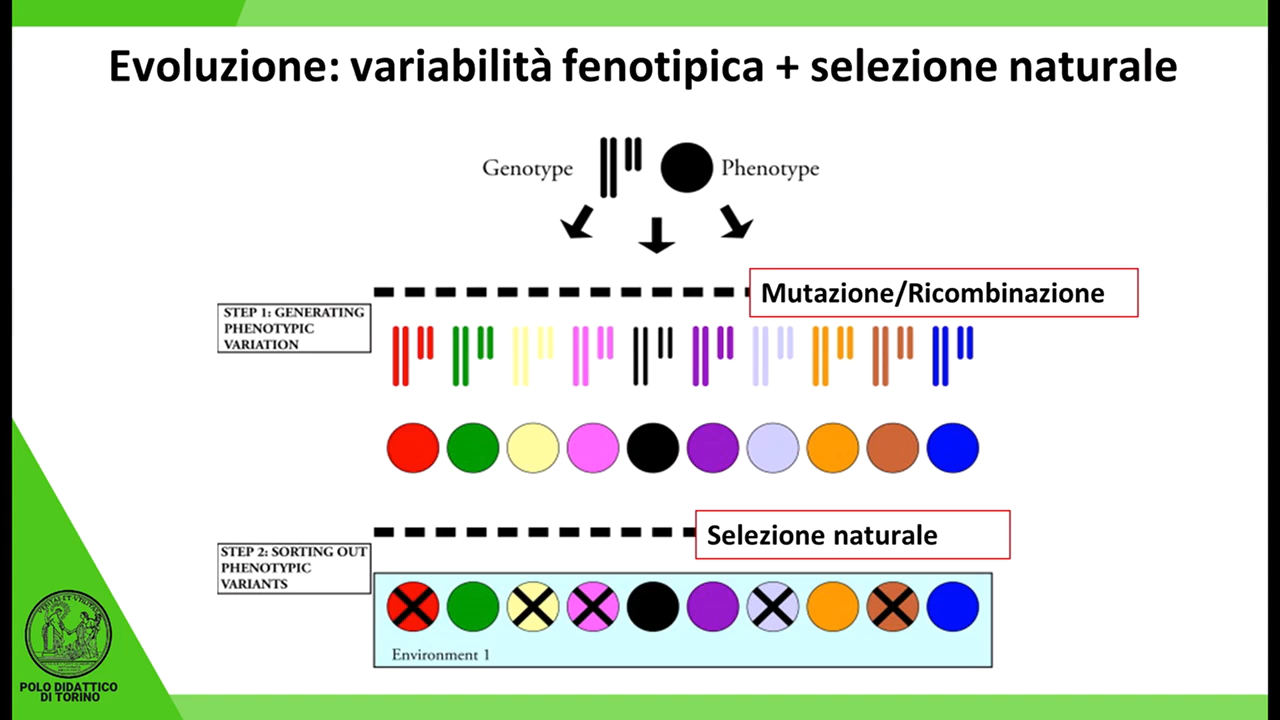 Evoluzione: variabilità fenotipica + selezione naturale
Genotype
Phenotype
Mutazione/Ricombinazione
STEP 1: GENERATING
PHENOTYPIC
VARIATION
Selezione naturale
STEP 2: SORTING OUT
PHENOTYPIC
VARIANTS
Environment 1
POLO DIDATTICO
DI TORINO